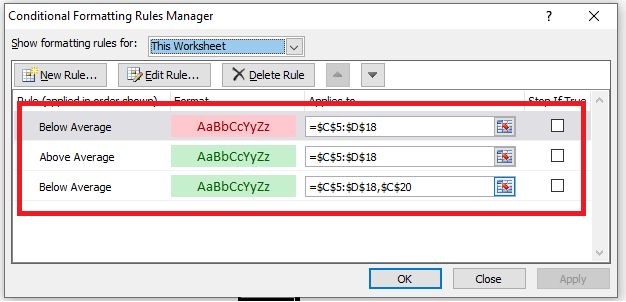 Conditional Formatting Rules Manager
Show formatting rules for: This Worksheet
New Rule... Edit Rule... Delete Rule
Rule (applied in order shown) Format Applies to Stop If True
Below Average AaBbCcYyZz =$C$5:$D$18
Above Average AaBbCcYyZz =$C$5:$D$18
Below Average AaBbCcYyZz =$C$5:$D$18,$C$20
OK Close Apply